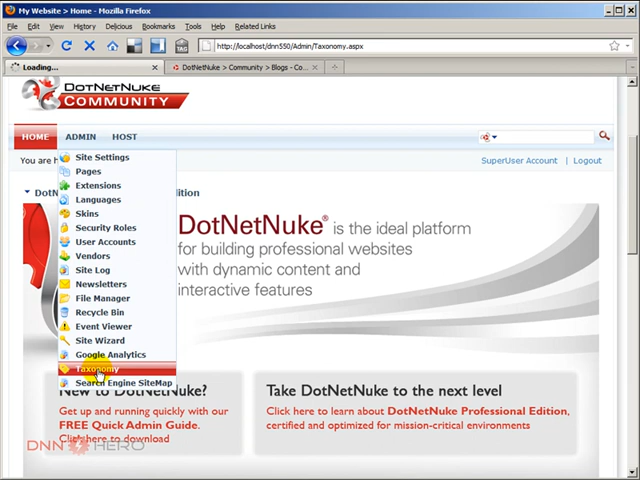 My Website > Home - Mozilla Firefox
File Edit View History Delicious Bookmarks Tools Help Related Links
TAG http://localhost/dnn550/Admin/Taxonomy.aspx
Loading... DotNetNuke > Community > Blogs - Co...
DOTNETNUKE
COMMUNITY
HOME ADMIN HOST
You are h SuperUser Account | Logout
Site Settings
Pages
Extensions
Languages
Skins
Security Roles
User Accounts
Vendors
Site Log
Newsletters
File Manager
Recycle Bin
Event Viewer
Site Wizard
Google Analytics
Taxonomy
Search Engine SiteMap
Dot ition
DotNetNuke® is the ideal platform
for building professional websites
with dynamic content and
interactive features
New to DotNetNuke?
Get up and running quickly with our
FREE Quick Admin Guide.
Click here to download
Take DotNetNuke to the next level
Click here to learn about DotNetNuke Professional Edition,
certified and optimized for mission-critical environments
DNN HERO